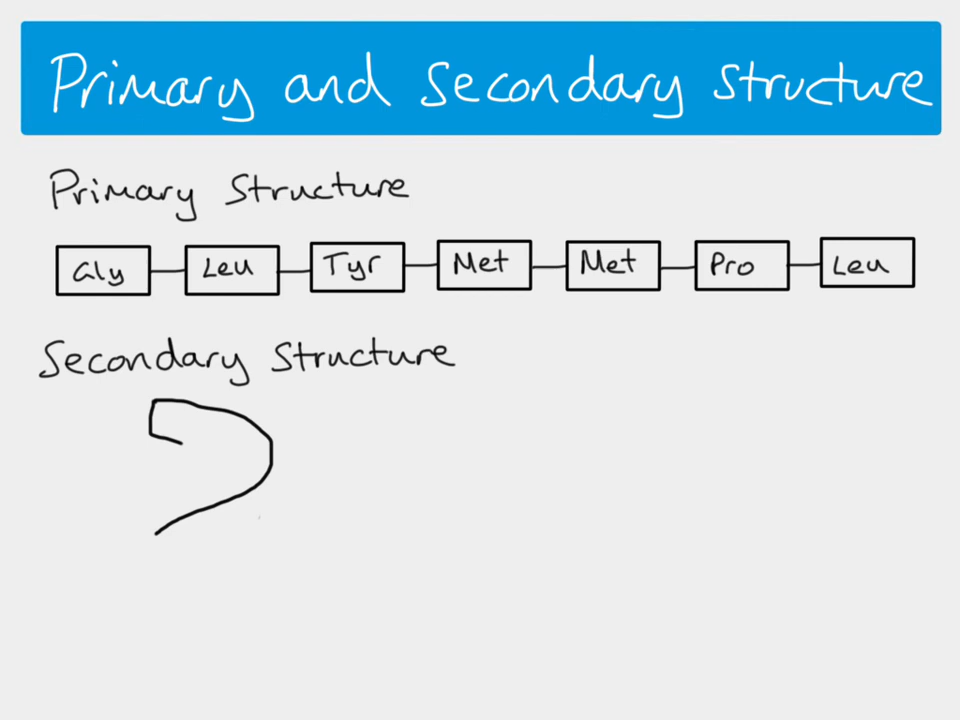 Primary and Secondary Structure
Primary Structure
Gly Leu Tyr Met Met Pro Leu
Secondary Structure